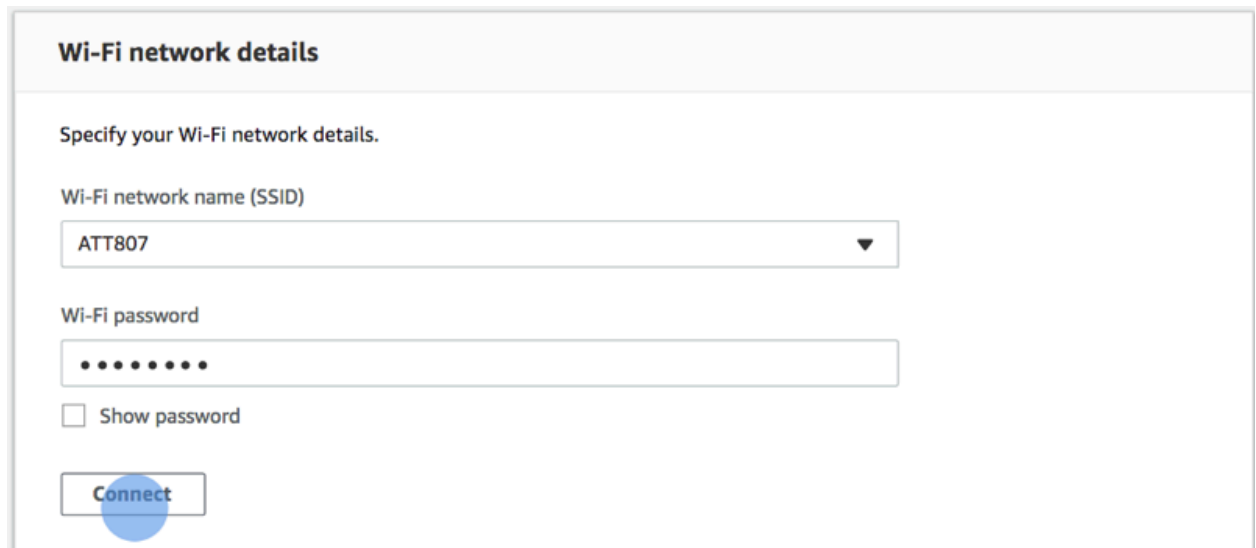 Wi-Fi network details
Specify your Wi-Fi network details.
Wi-Fi network name (SSID)
ATT807
Wi-Fi password
••••••••
Show password
Connect